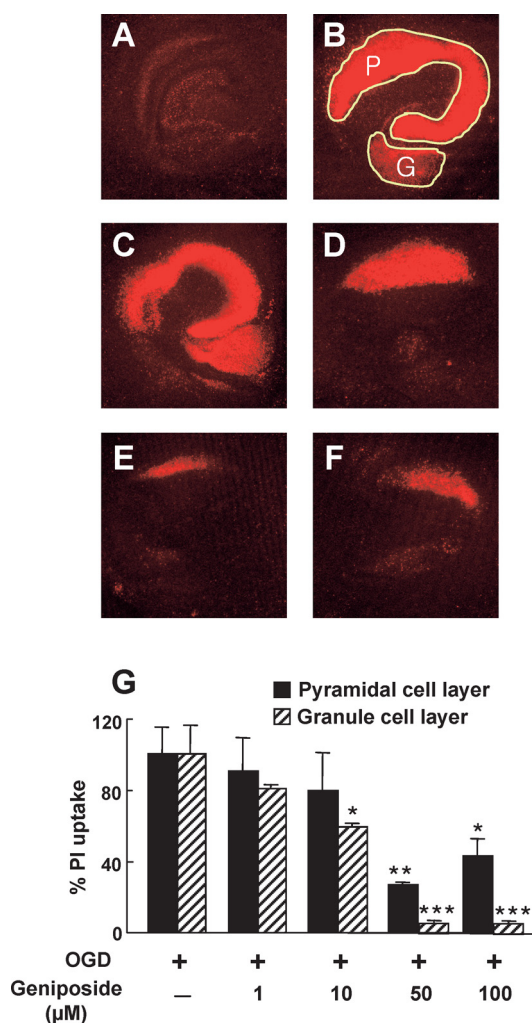 A B
P
G
C D
E F
G
Pyramidal cell layer
Granule cell layer
120
80
40
0
% PI uptake
*
**
***
*
***
OGD + + + + +
Geniposide (μM) — 1 10 50 100